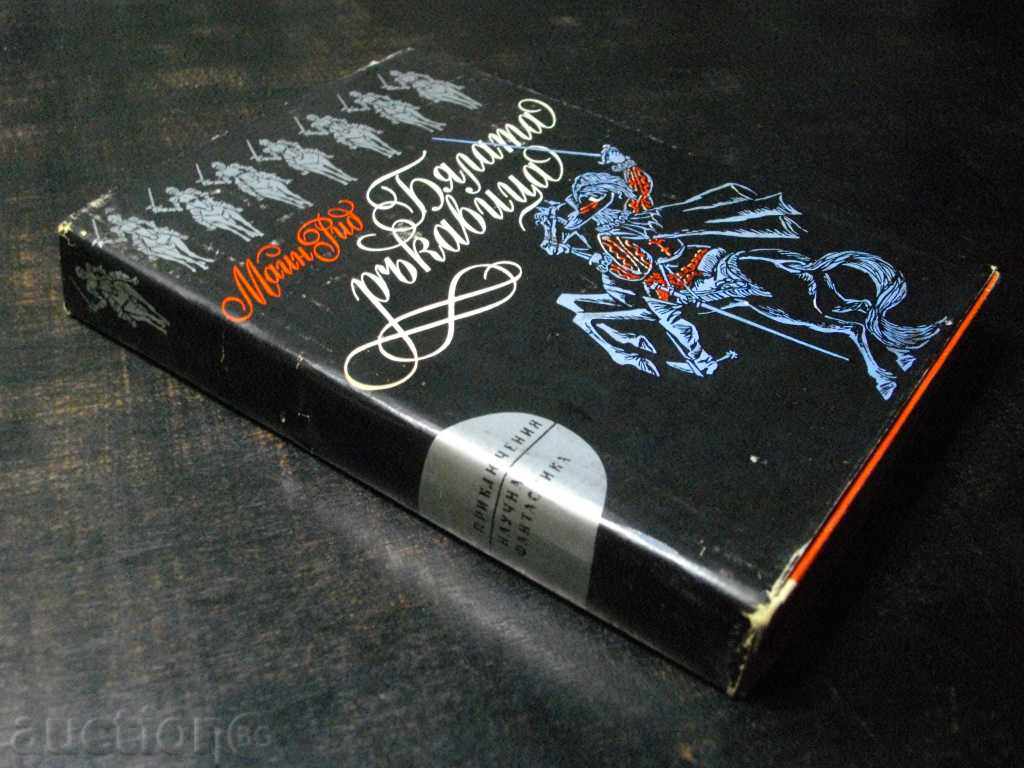 Майн Рид
Бялата
ръкавица
ПРИКЛЮЧЕНИЯ
НАУЧНА
ФАНТАСТИКА
auction BG